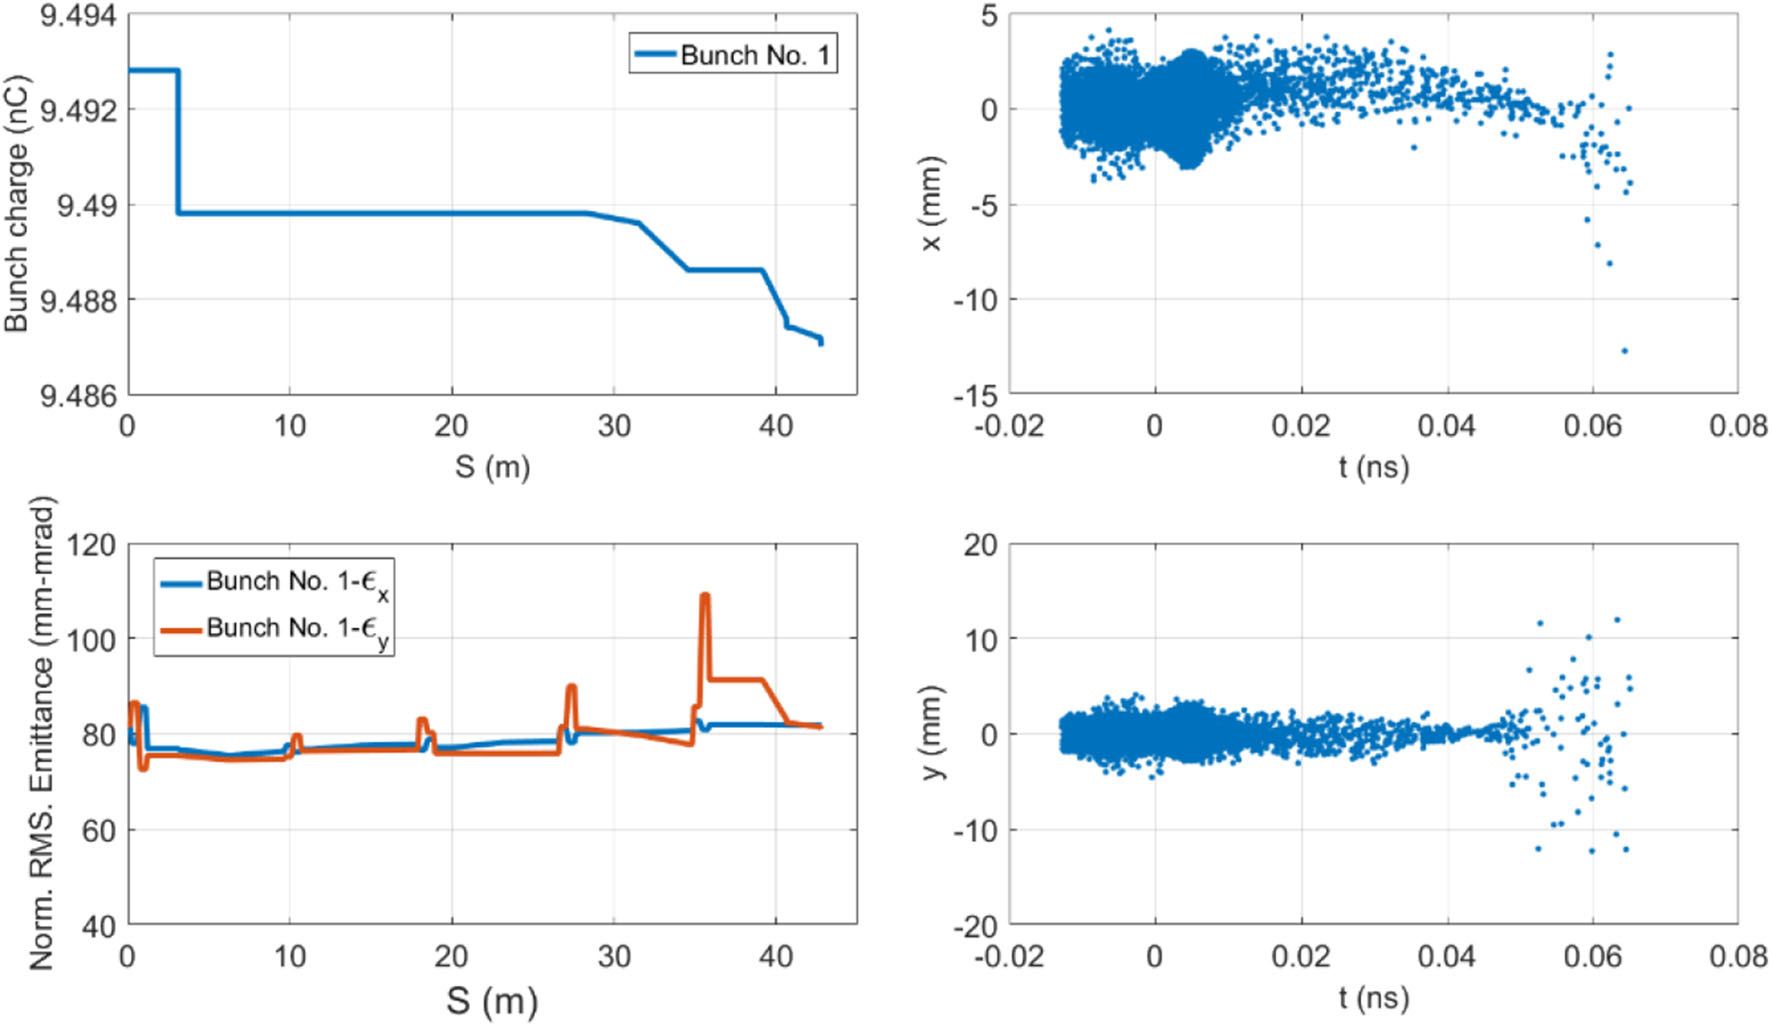 9.494
9.492
9.49
9.488
9.486
Bunch charge (nC)
Bunch No. 1
0 10 20 30 40
S (m)
5
0
-5
-10
-15
x (mm)
-0.02 0 0.02 0.04 0.06 0.08
t (ns)
120
100
80
60
40
Norm. RMS. Emittance (mm-mrad)
Bunch No. 1-ϵx
Bunch No. 1-ϵy
0 10 20 30 40
S (m)
20
10
0
-10
-20
y (mm)
-0.02 0 0.02 0.04 0.06 0.08
t (ns)